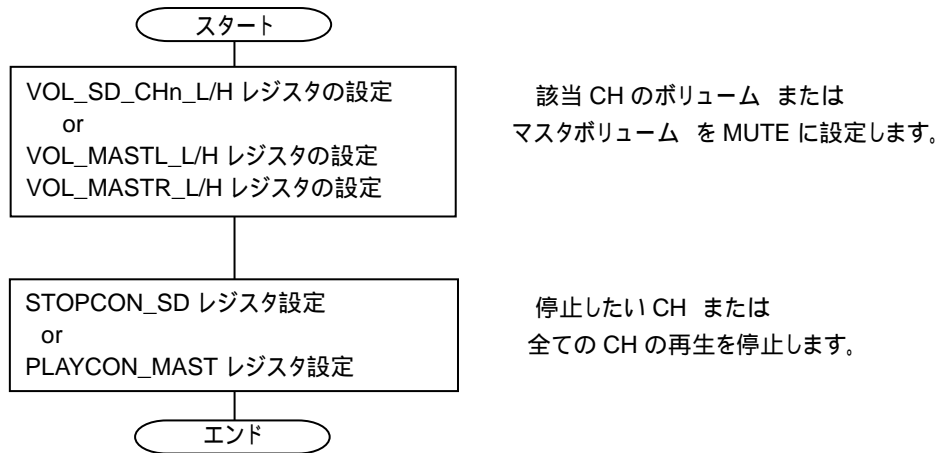 スタート
VOL_SD_CHn_L/H レジスタの設定
or
VOL_MASTL_L/H レジスタの設定
VOL_MASTR_L/H レジスタの設定
該当 CH のボリューム または
マスタボリューム を MUTE に設定します。
STOPCON_SD レジスタ設定
or
PLAYCON_MAST レジスタ設定
停止したい CH または
全ての CH の再生を停止します。
エンド